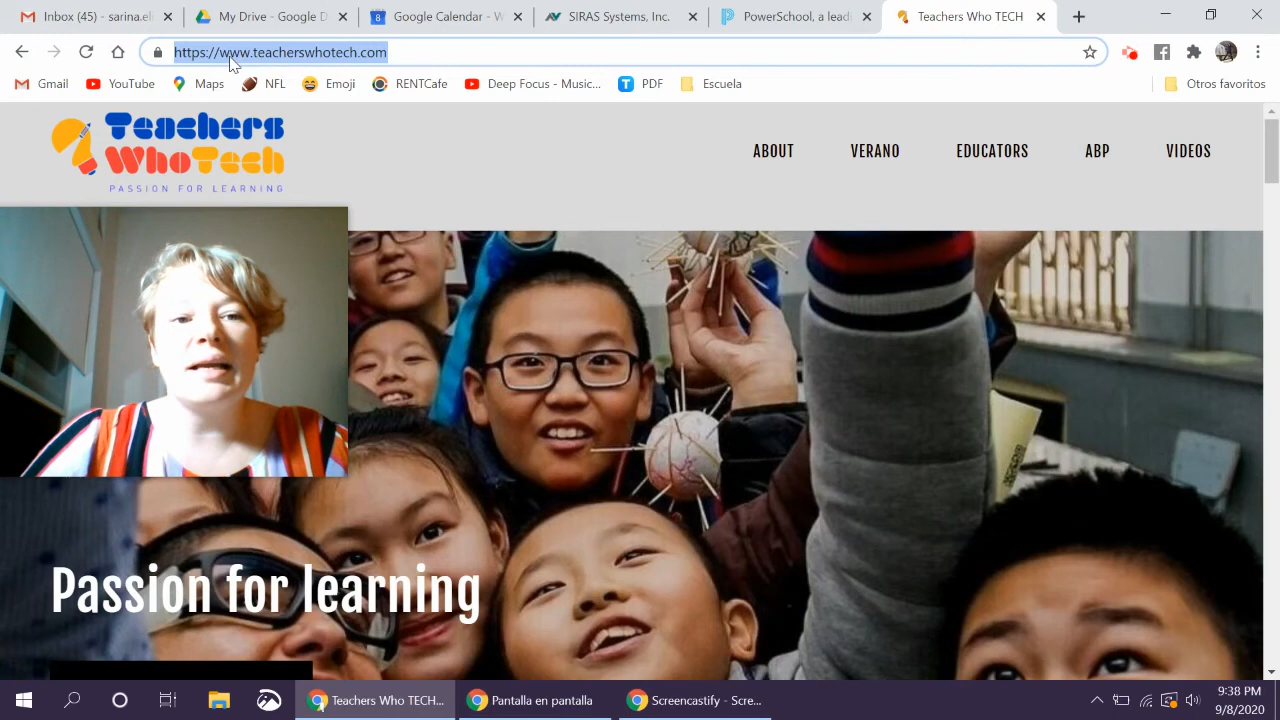 Inbox (45) - sarina.el
My Drive - Google D
8
Google Calendar - W
SIRAS Systems, Inc.
PowerSchool, a leadi
Teachers Who TECH
https://www.teacherswhotech.com
Gmail
YouTube
Maps
NFL
Emoji
RENTCafe
Deep Focus - Music...
T
PDF
Escuela
Otros favoritos
Teachers
WhoTech
PASSION FOR LEARNING
ABOUT
VERANO
EDUCATORS
ABP
VIDEOS
Passion for learning
Teachers Who TECH...
Pantalla en pantalla
Screencastify - Scre...
9:38 PM
9/8/2020